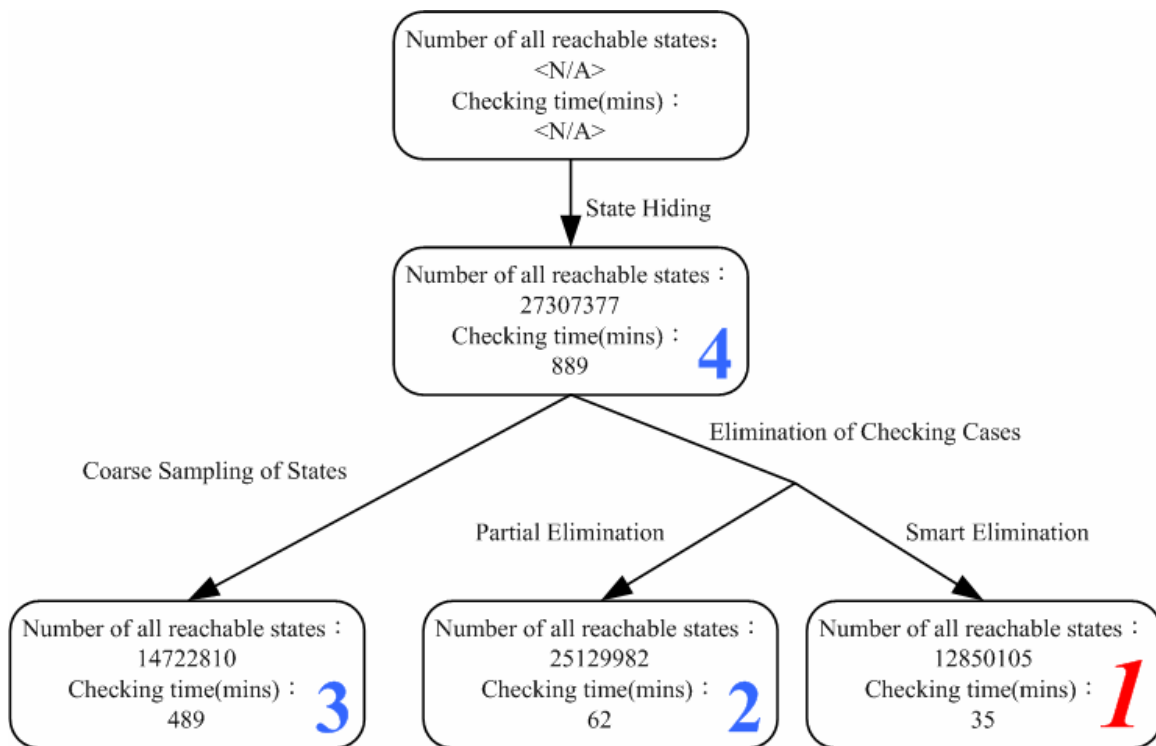 Number of all reachable states：
<N/A>
Checking time(mins)：
<N/A>
State Hiding
Number of all reachable states：
27307377
Checking time(mins)：
889
4
Elimination of Checking Cases
Coarse Sampling of States
Partial Elimination
Smart Elimination
Number of all reachable states：
14722810
Checking time(mins)：
489
3
Number of all reachable states：
25129982
Checking time(mins)：
62
2
Number of all reachable states：
12850105
Checking time(mins)：
35
1